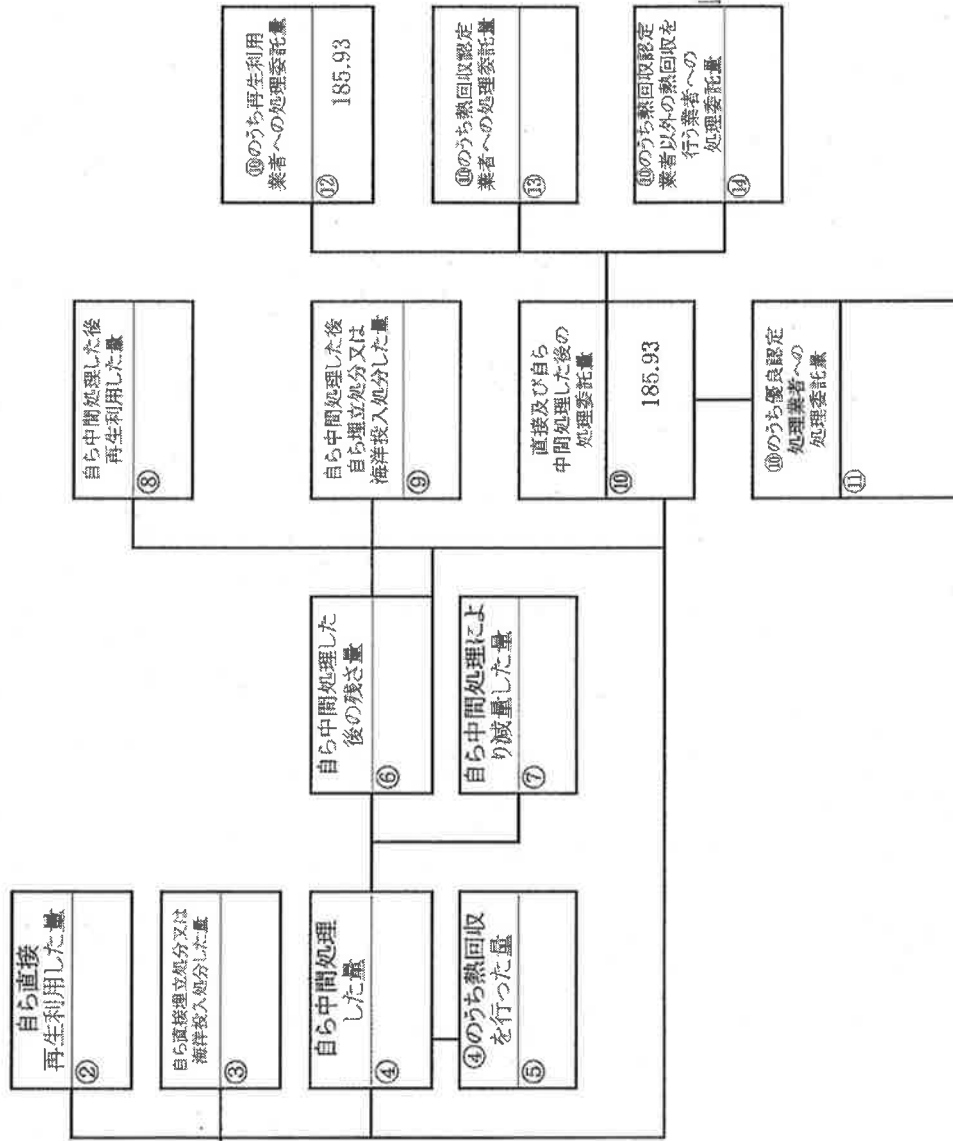 自ら直接
再生利用した量
②
自ら直接埋立処分又は
海洋投入処分した量
③
自ら中間処理
した量
④
④のうち熱回収
を行った量
⑤
自ら中間処理した
後の残さ量
⑥
自ら中間処理によ
り減量した量
⑦
自ら中間処理した後
再生利用した量
⑧
自ら中間処理した後
自ら埋立処分又は
海洋投入処分した量
⑨
直接及び自ら
中間処理した後の
処理委託量
⑩
185.93
⑩のうち優良認定
処理業者への
処理委託量
⑪
⑩のうち再生利用
業者への処理委託量
⑫
185.93
⑩のうち熱回収認定
業者への処理委託量
⑬
⑩のうち熱回収認定
業者以外の熱回収を
行う業者への
処理委託量
⑭